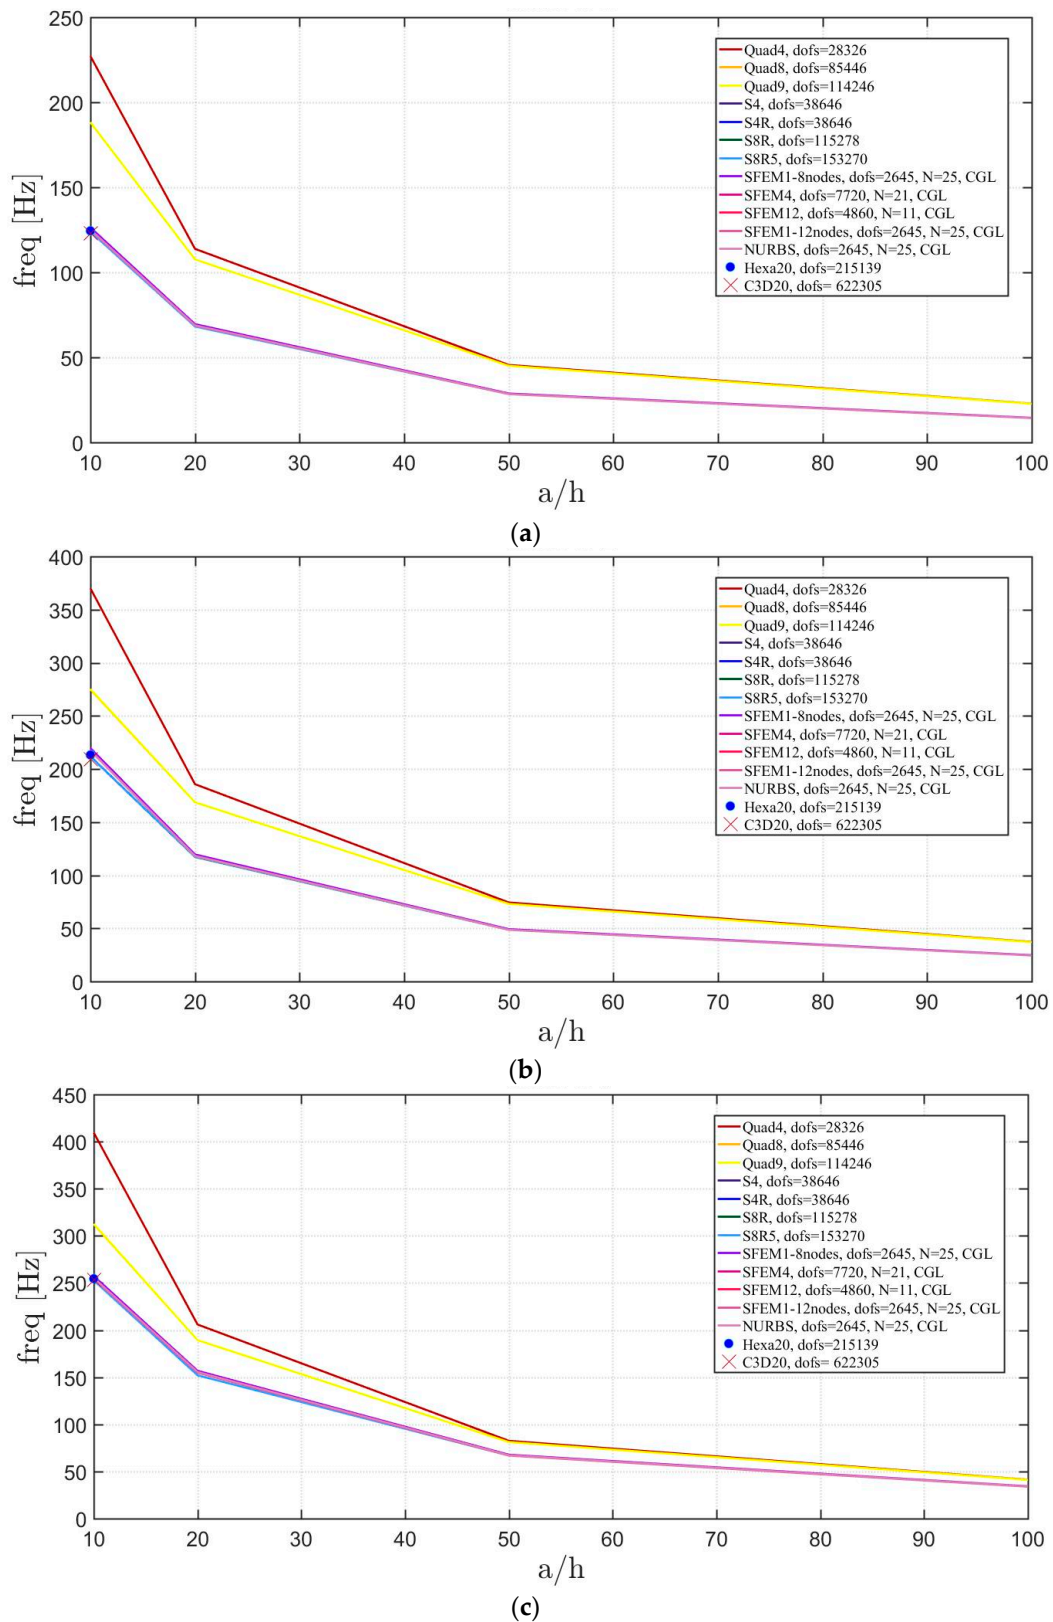 250
200
150
100
50
0
freq [Hz]
10 20 30 40 50 60 70 80 90 100
a/h
Quad4, dofs=28326
Quad8, dofs=85446
Quad9, dofs=114246
S4, dofs=38646
S4R, dofs=38646
S8R, dofs=115278
S8R5, dofs=153270
SFEM1-8nodes, dofs=2645, N=25, CGL
SFEM4, dofs=7720, N=21, CGL
SFEM12, dofs=4860, N=11, CGL
SFEM1-12nodes, dofs=2645, N=25, CGL
NURBS, dofs=2645, N=25, CGL
Hexa20, dofs=215139
C3D20, dofs= 622305
(a)
400
350
300
250
200
150
100
50
0
freq [Hz]
10 20 30 40 50 60 70 80 90 100
a/h
Quad4, dofs=28326
Quad8, dofs=85446
Quad9, dofs=114246
S4, dofs=38646
S4R, dofs=38646
S8R, dofs=115278
S8R5, dofs=153270
SFEM1-8nodes, dofs=2645, N=25, CGL
SFEM4, dofs=7720, N=21, CGL
SFEM12, dofs=4860, N=11, CGL
SFEM1-12nodes, dofs=2645, N=25, CGL
NURBS, dofs=2645, N=25, CGL
Hexa20, dofs=215139
C3D20, dofs= 622305
(b)
450
400
350
300
250
200
150
100
50
0
freq [Hz]
10 20 30 40 50 60 70 80 90 100
a/h
Quad4, dofs=28326
Quad8, dofs=85446
Quad9, dofs=114246
S4, dofs=38646
S4R, dofs=38646
S8R, dofs=115278
S8R5, dofs=153270
SFEM1-8nodes, dofs=2645, N=25, CGL
SFEM4, dofs=7720, N=21, CGL
SFEM12, dofs=4860, N=11, CGL
SFEM1-12nodes, dofs=2645, N=25, CGL
NURBS, dofs=2645, N=25, CGL
Hexa20, dofs=215139
C3D20, dofs= 622305
(c)